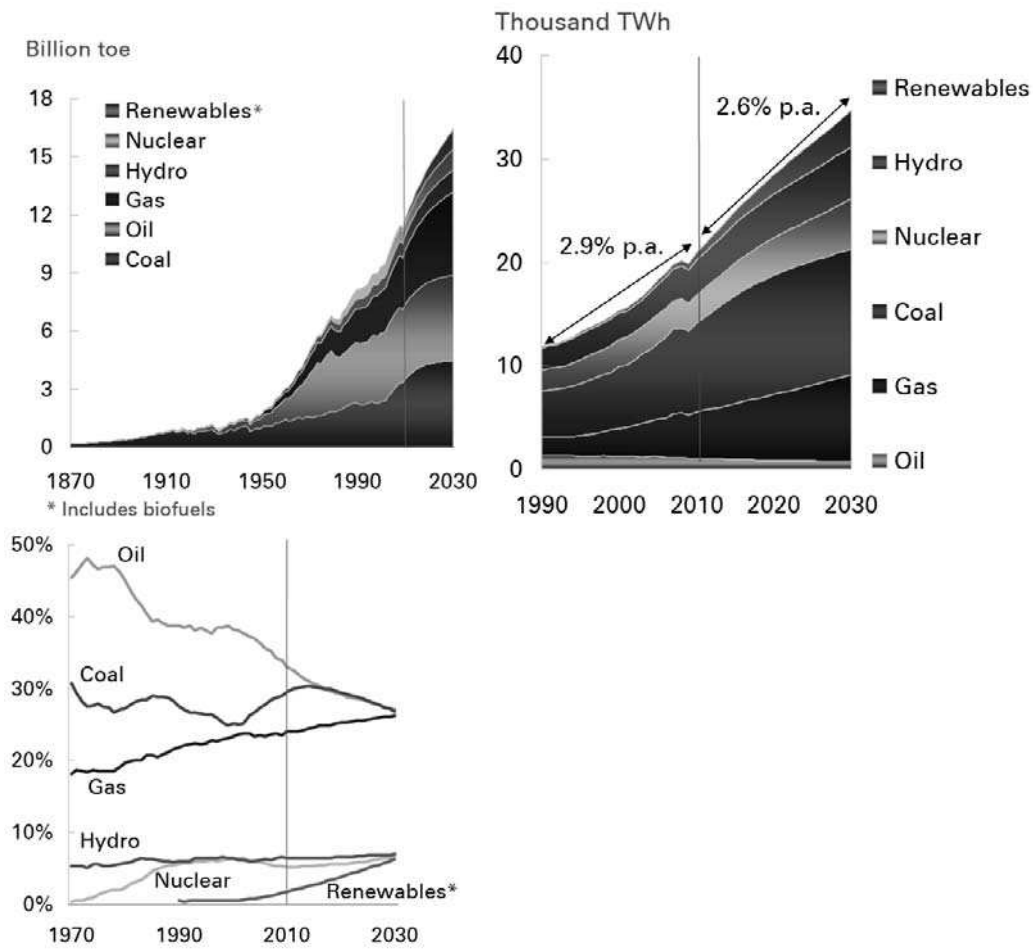 Billion toe
18
15
12
9
6
3
0
Renewables*
Nuclear
Hydro
Gas
Oil
Coal
1870 1910 1950 1990 2030
* Includes biofuels
Thousand TWh
40
30
20
10
0
2.9% p.a.
2.6% p.a.
Renewables
Hydro
Nuclear
Coal
Gas
Oil
1990 2000 2010 2020 2030
50%
40%
30%
20%
10%
0%
Oil
Coal
Gas
Hydro
Nuclear
Renewables*
1970 1990 2010 2030